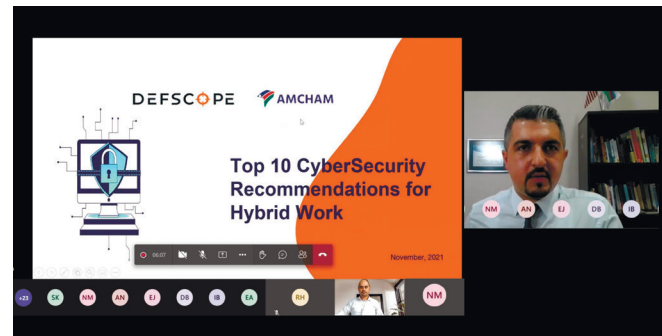 DEFSCOPE AMCHAM
Top 10 CyberSecurity
Recommendations for
Hybrid Work
00:07
November, 2021
NM AN EJ DB IB
+23 SK NM AN EJ DB IB EA RH NM